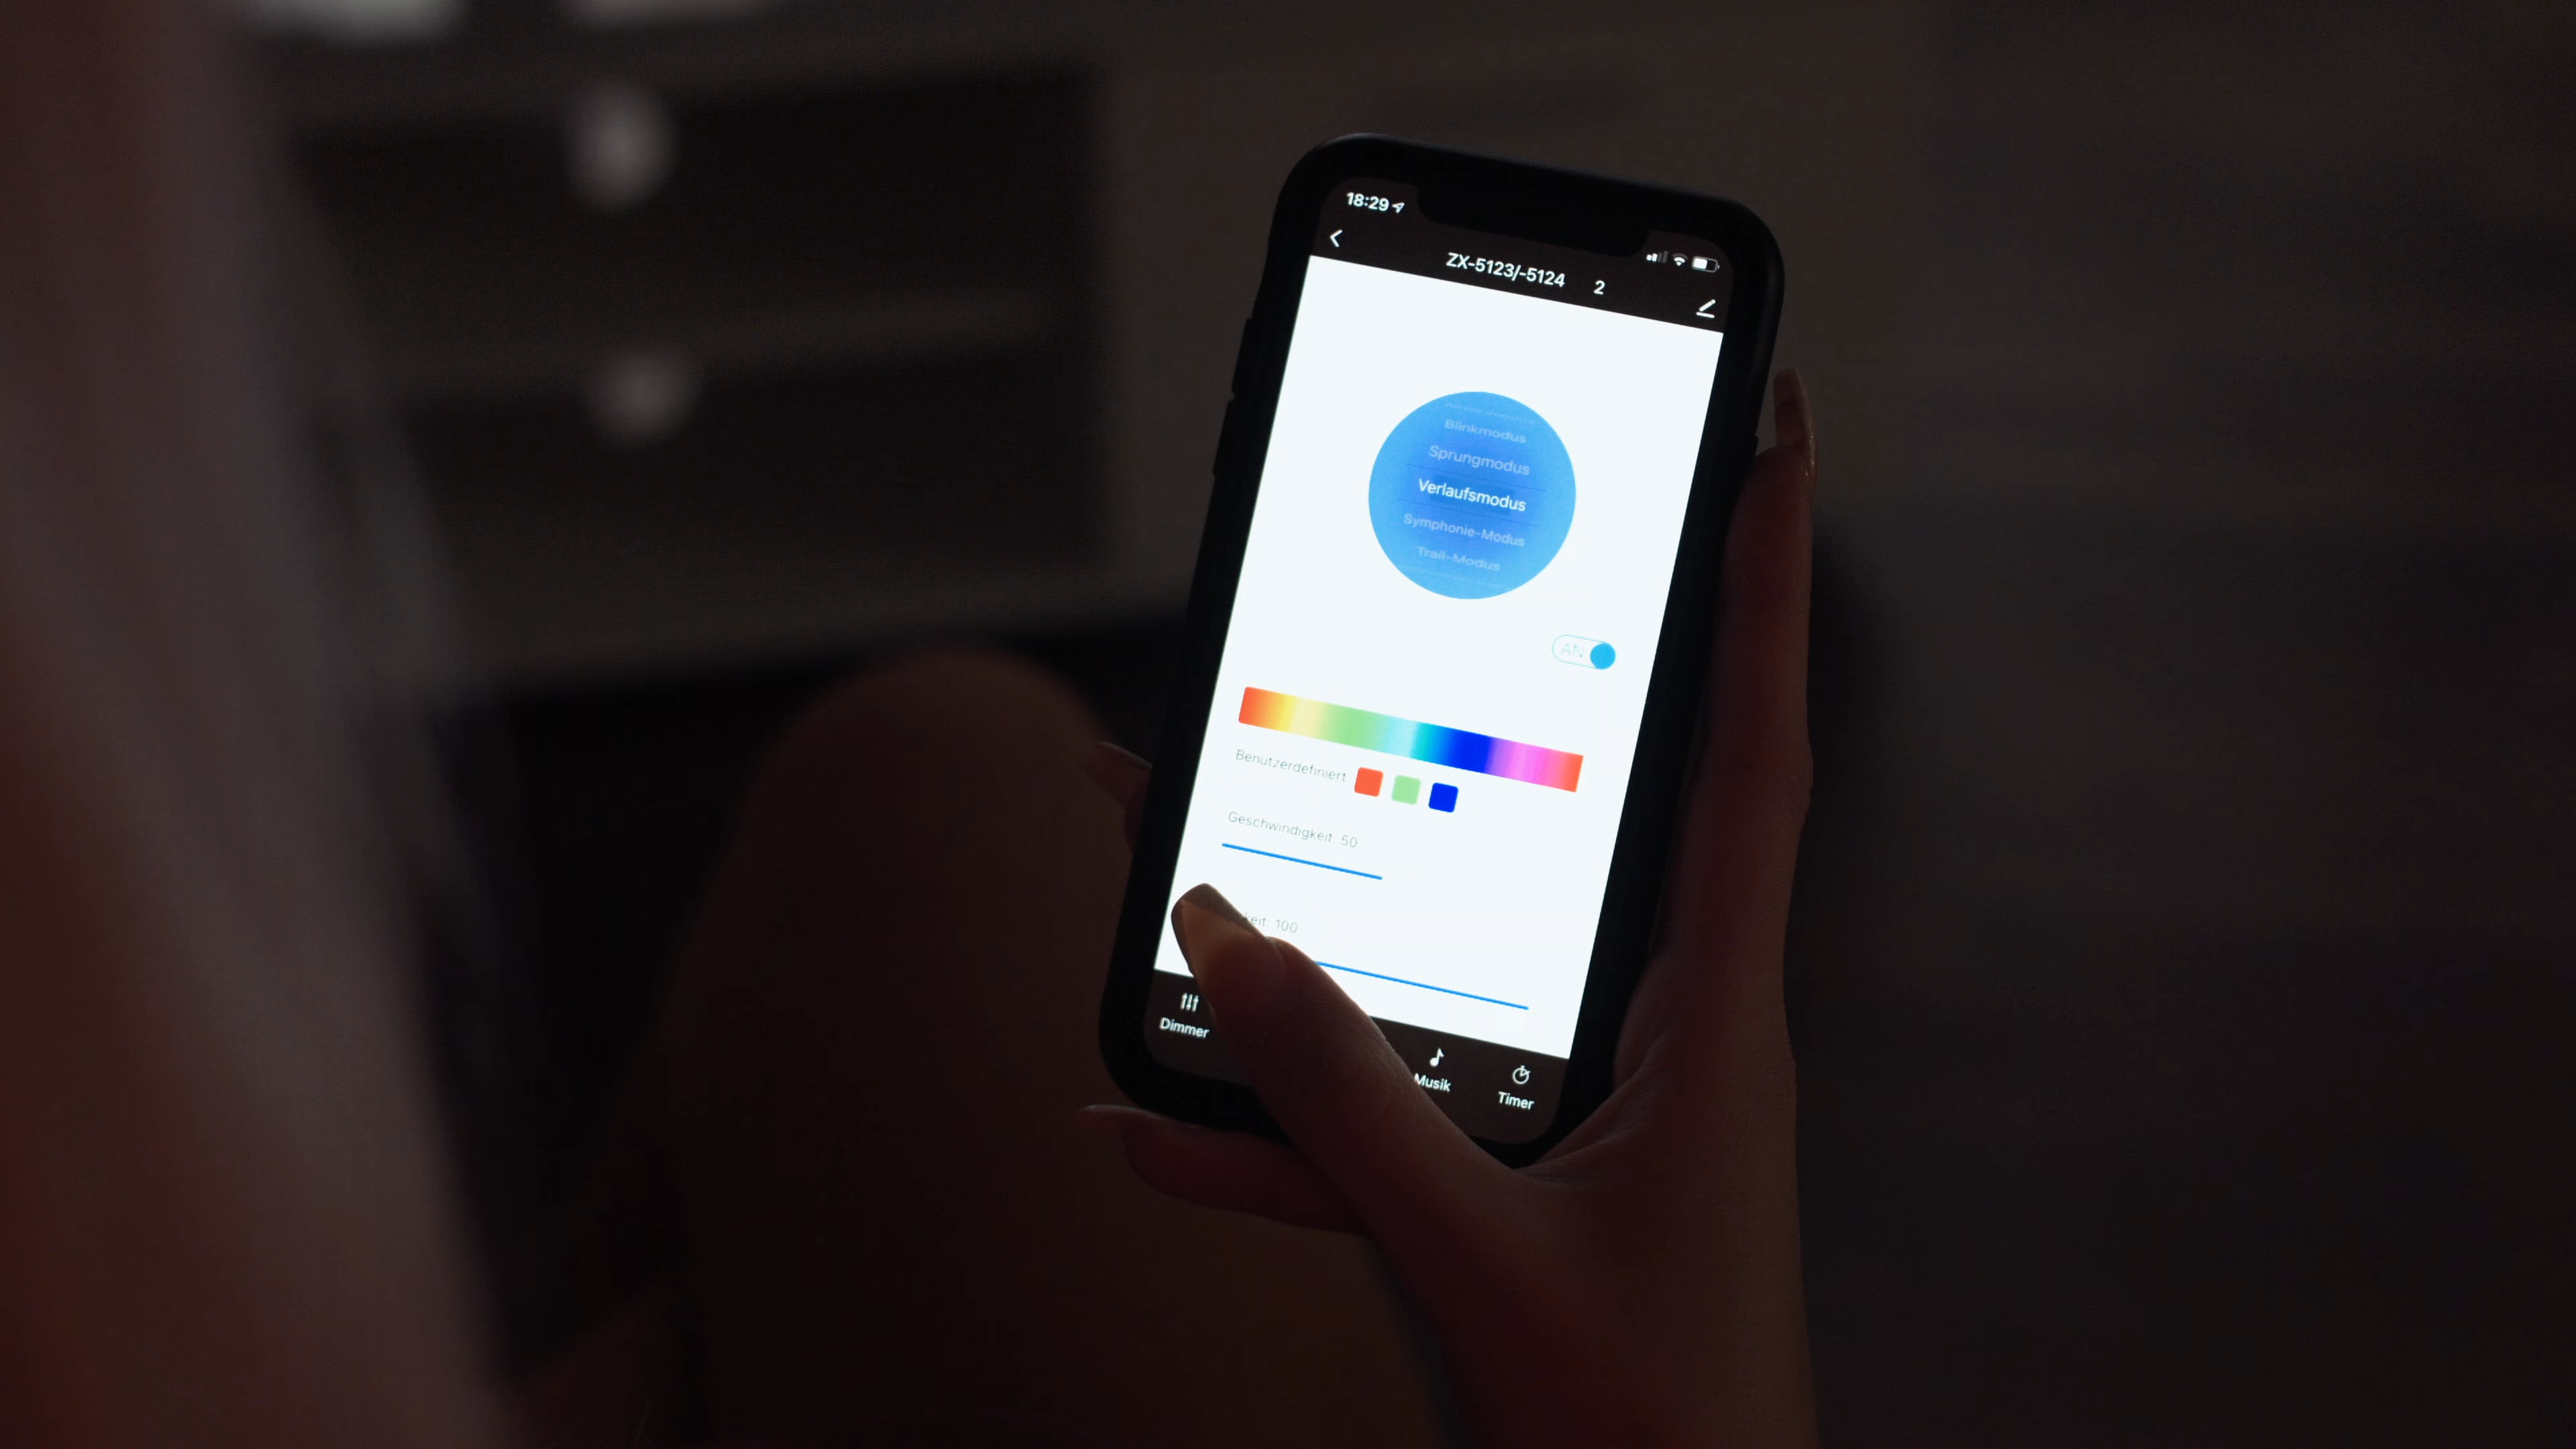 18:29
ZX-5123/-5124 2
Blinkmodus
Sprungmodus
Verlaufsmodus
Symphonie-Modus
Trail-Modus
AN
Benutzerdefiniert
Geschwindigkeit 50
100
Dimmer
Musik
Timer